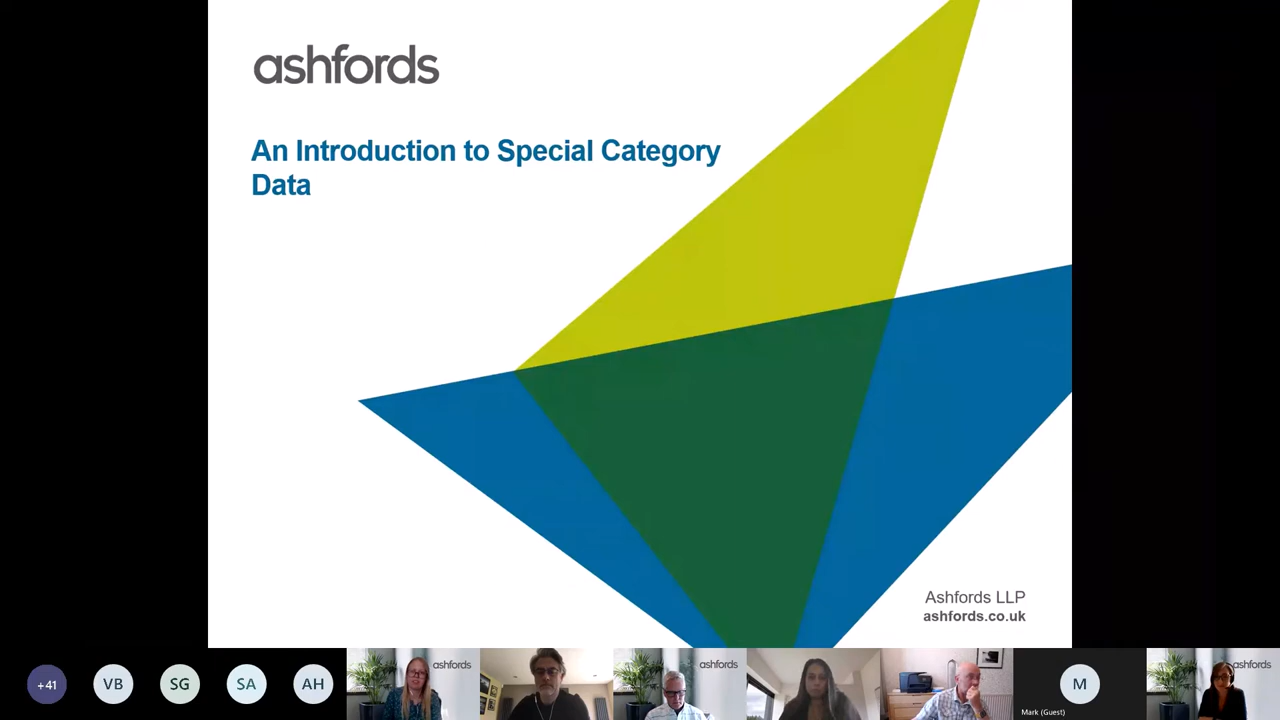 ashfords
An Introduction to Special Category
Data
Ashfords LLP
ashfords.co.uk
+41
VB
SG
SA
AH
ashfords
ashfords
M
Mark (Guest)
ashfords